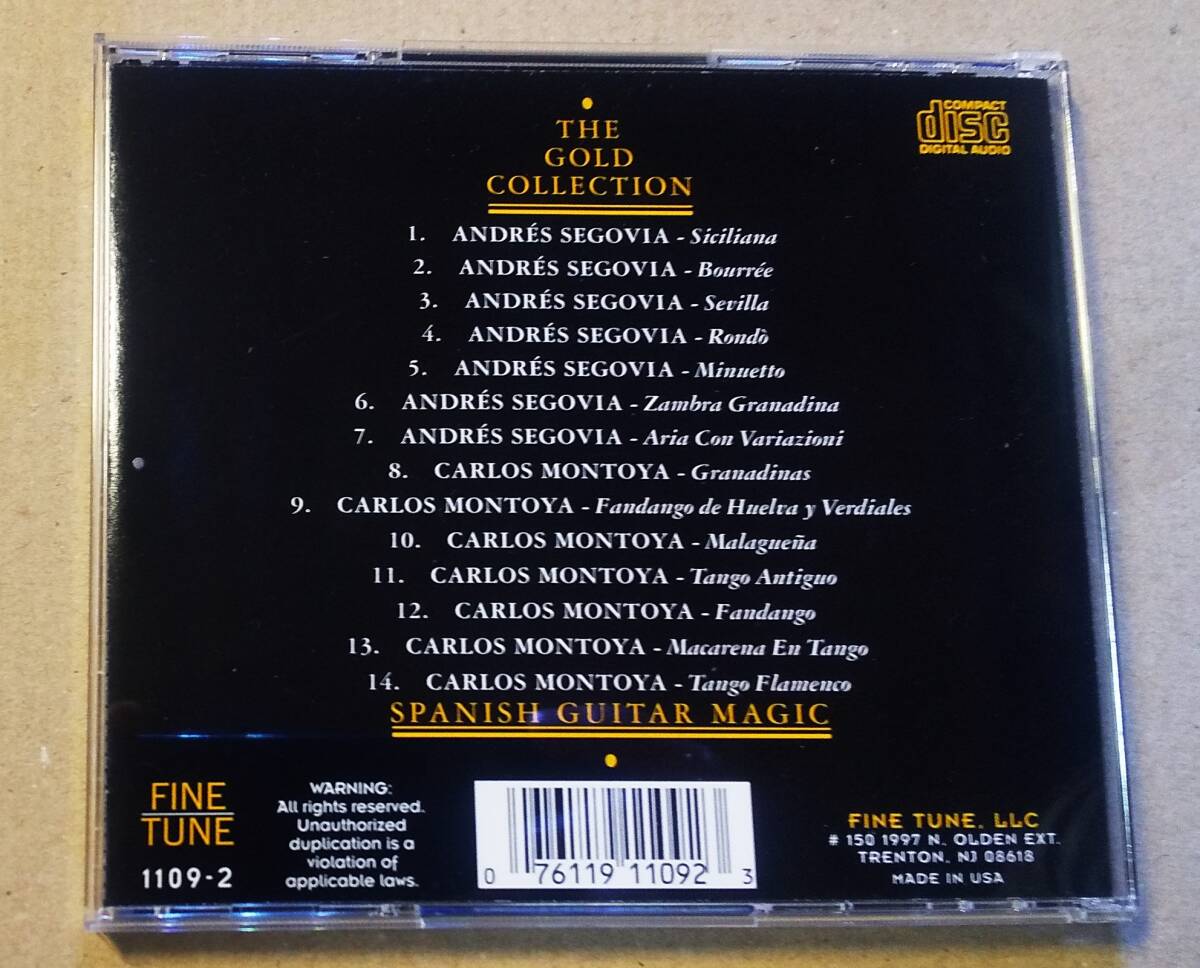 COMPACT
disc
DIGITAL AUDIO
THE
GOLD
COLLECTION
1. ANDRÉS SEGOVIA - Siciliana
2. ANDRÉS SEGOVIA - Bourrée
3. ANDRÉS SEGOVIA - Sevilla
4. ANDRÉS SEGOVIA - Rondò
5. ANDRÉS SEGOVIA - Minuetto
6. ANDRÉS SEGOVIA - Zambra Granadina
7. ANDRÉS SEGOVIA - Aria Con Variazioni
8. CARLOS MONTOYA - Granadinas
9. CARLOS MONTOYA - Fandango de Huelva y Verdiales
10. CARLOS MONTOYA - Malagueña
11. CARLOS MONTOYA - Tango Antiguo
12. CARLOS MONTOYA - Fandango
13. CARLOS MONTOYA - Macarena En Tango
14. CARLOS MONTOYA - Tango Flamenco
SPANISH GUITAR MAGIC
FINE
TUNE
1109-2
WARNING:
All rights reserved.
Unauthorized
duplication is a
violation of
applicable laws.
0 76119 11092 3
FINE TUNE, LLC
# 150 1997 N. OLDEN EXT.
TRENTON, NJ 08618
MADE IN USA